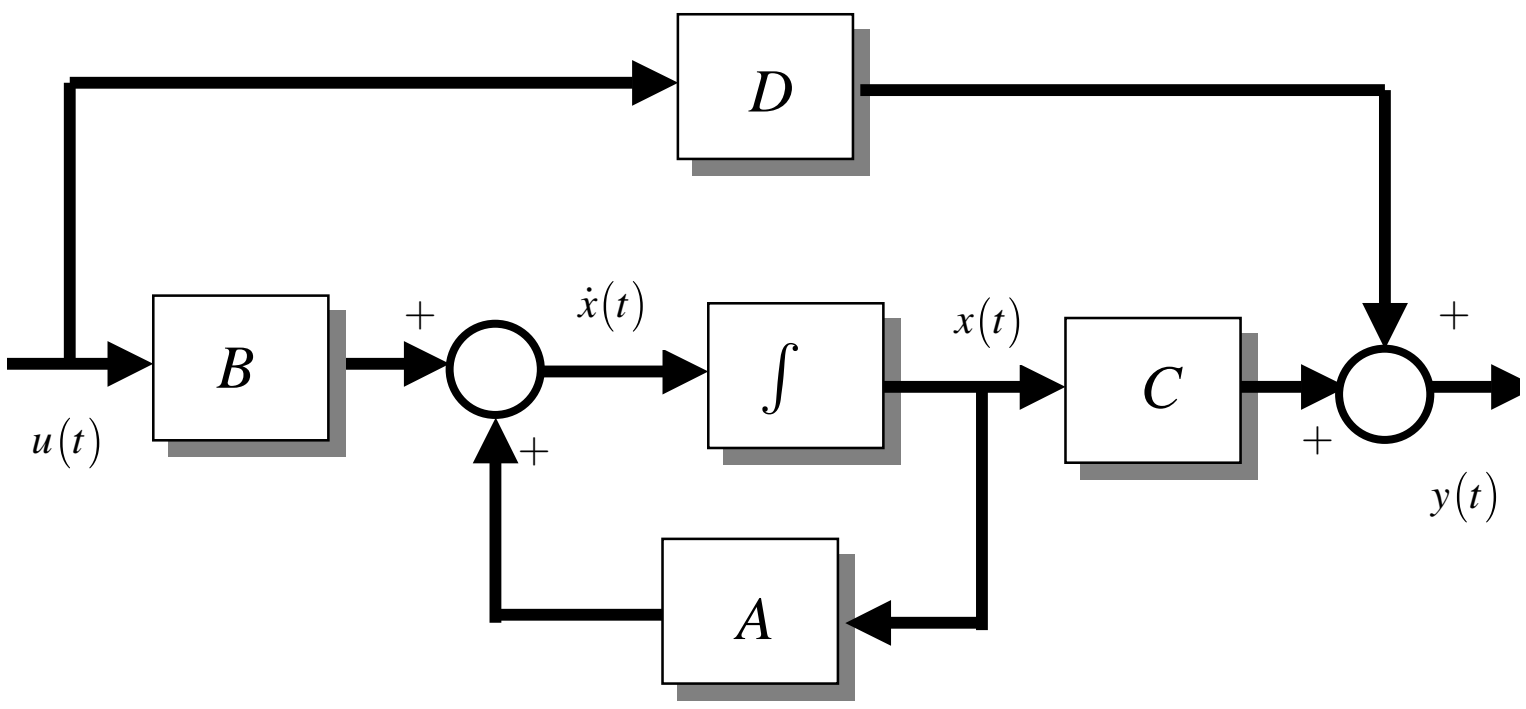 D
+ ẋ(t) x(t) +
B ∫ C
u(t) + + y(t)
A